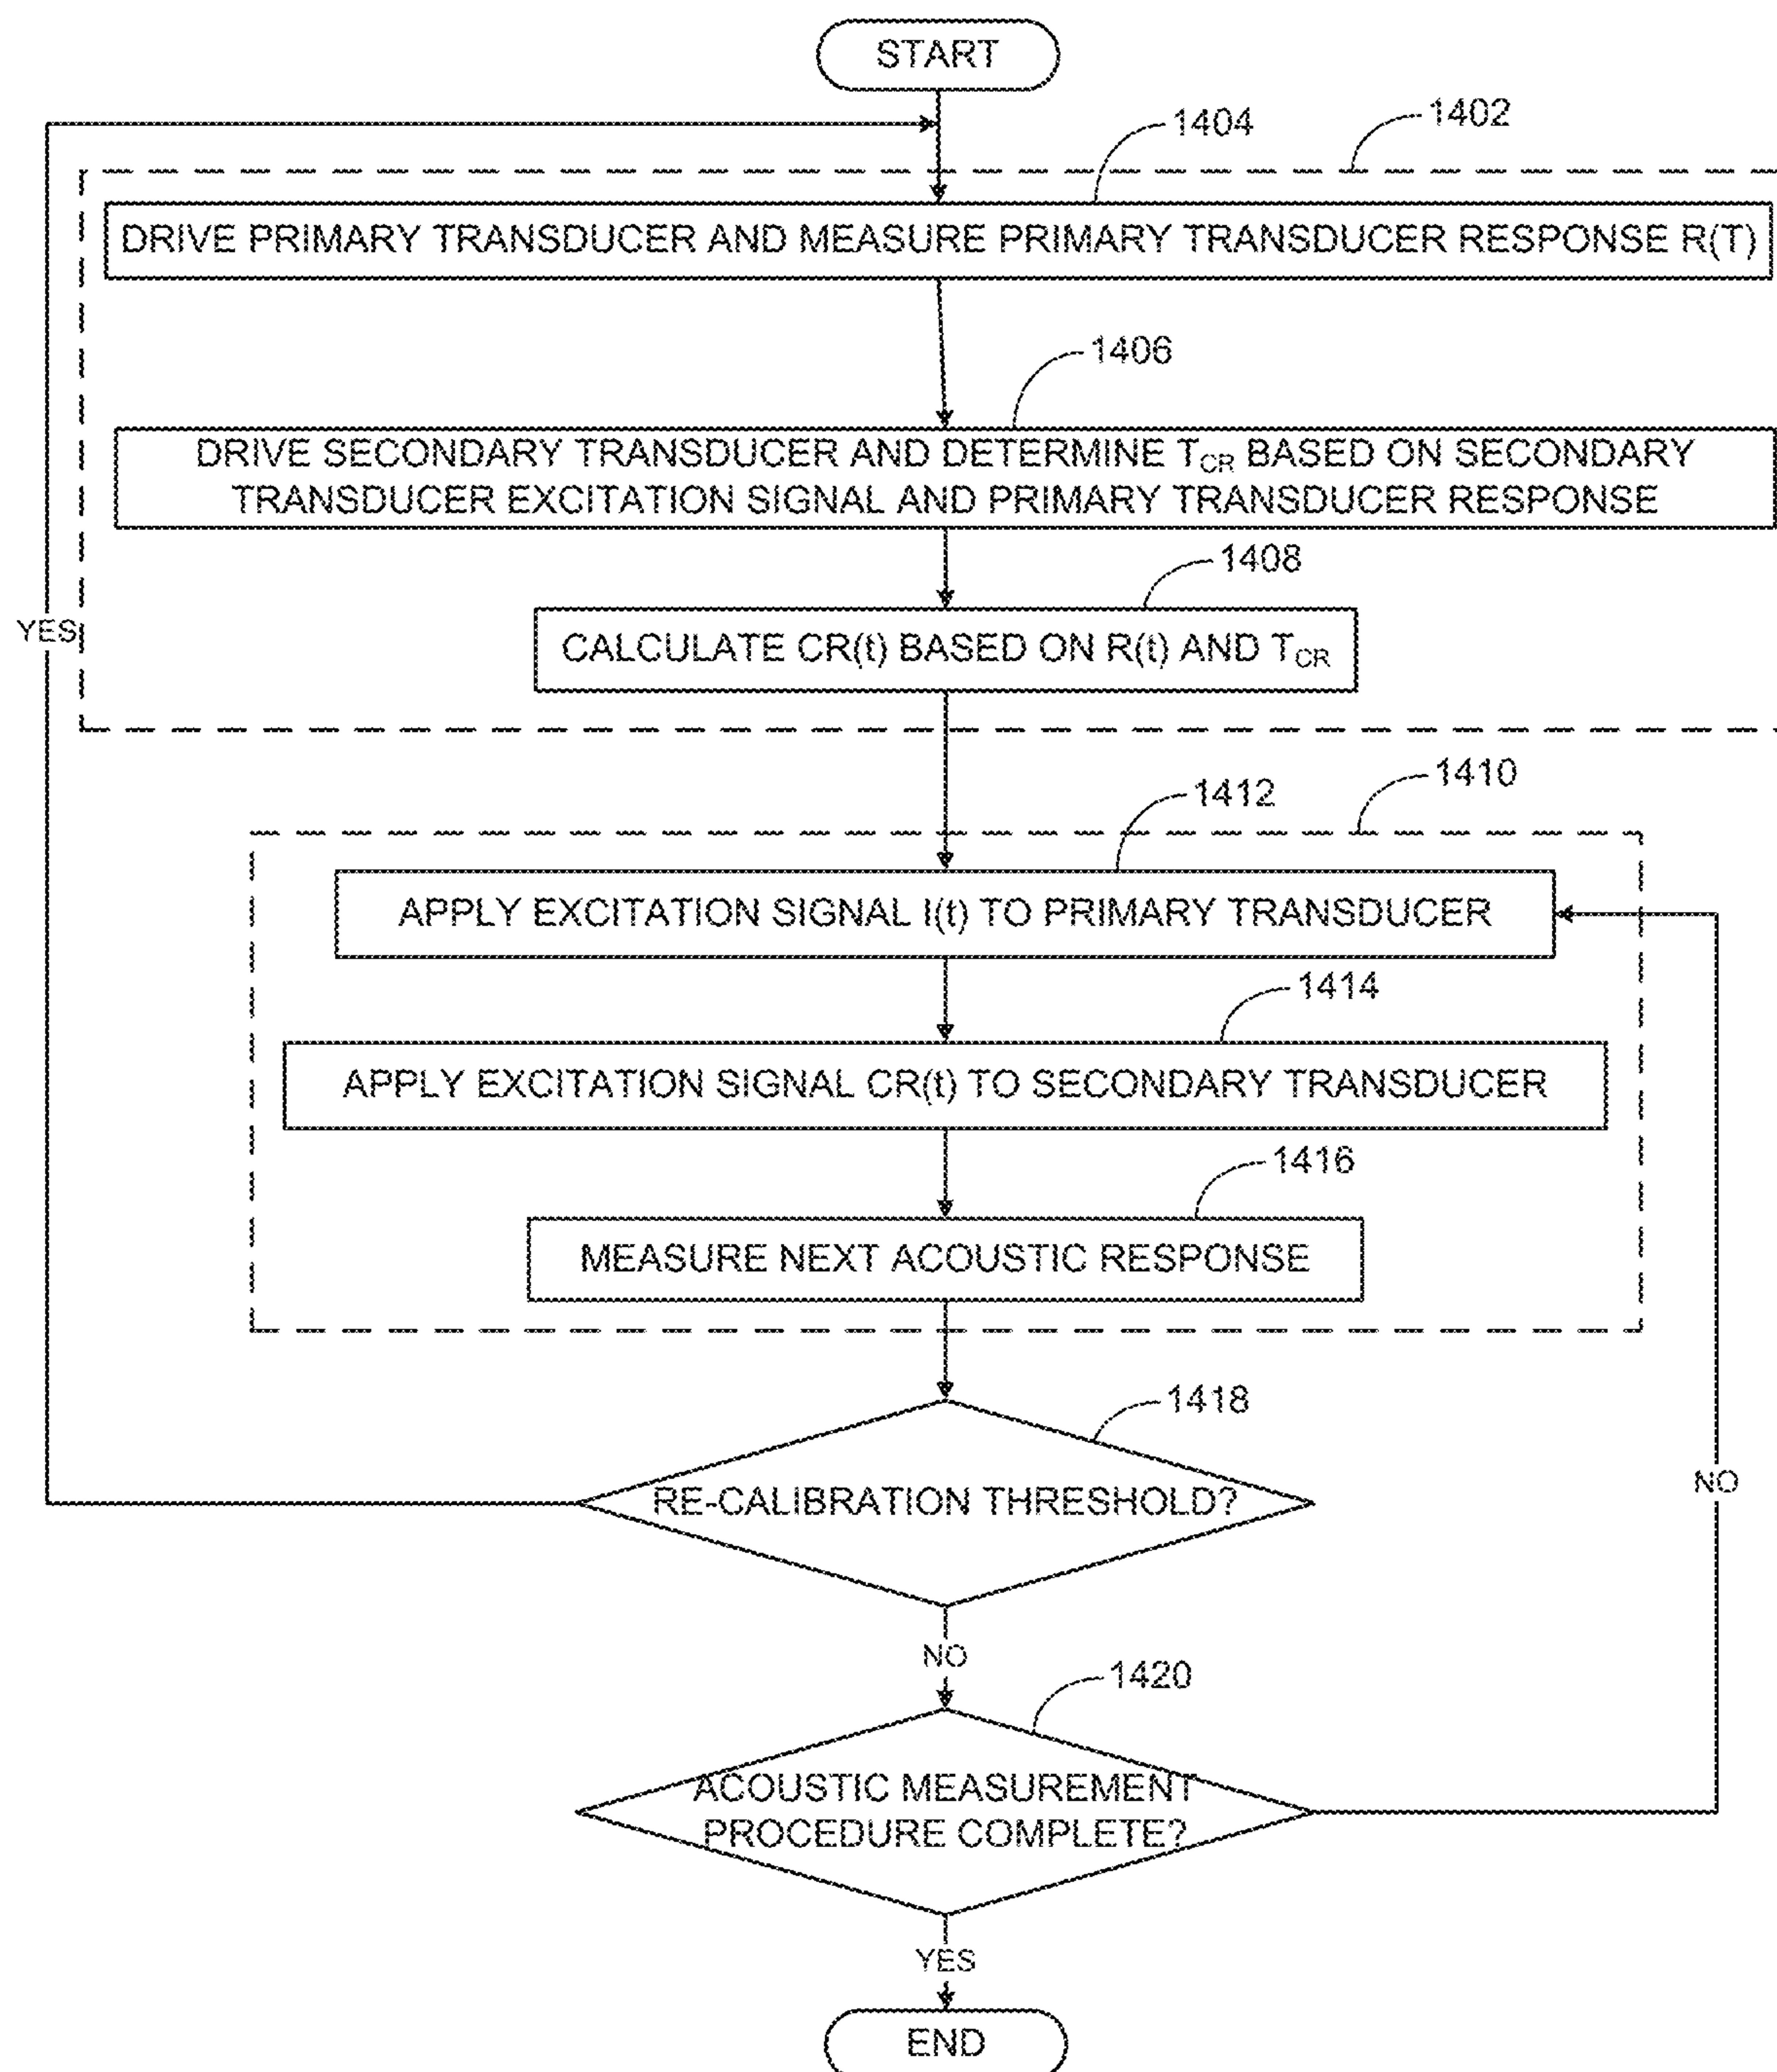 START
1402
1404
DRIVE PRIMARY TRANSDUCER AND MEASURE PRIMARY TRANSDUCER RESPONSE R(T)
1406
DRIVE SECONDARY TRANSDUCER AND DETERMINE TCR BASED ON SECONDARY
TRANSDUCER EXCITATION SIGNAL AND PRIMARY TRANSDUCER RESPONSE
1408
YES
CALCULATE CR(t) BASED ON R(t) AND TCR
1410
1412
APPLY EXCITATION SIGNAL I(t) TO PRIMARY TRANSDUCER
1414
APPLY EXCITATION SIGNAL CR(t) TO SECONDARY TRANSDUCER
1416
MEASURE NEXT ACOUSTIC RESPONSE
1418
RE-CALIBRATION THRESHOLD?
NO
NO
1420
ACOUSTIC MEASUREMENT
PROCEDURE COMPLETE?
YES
END